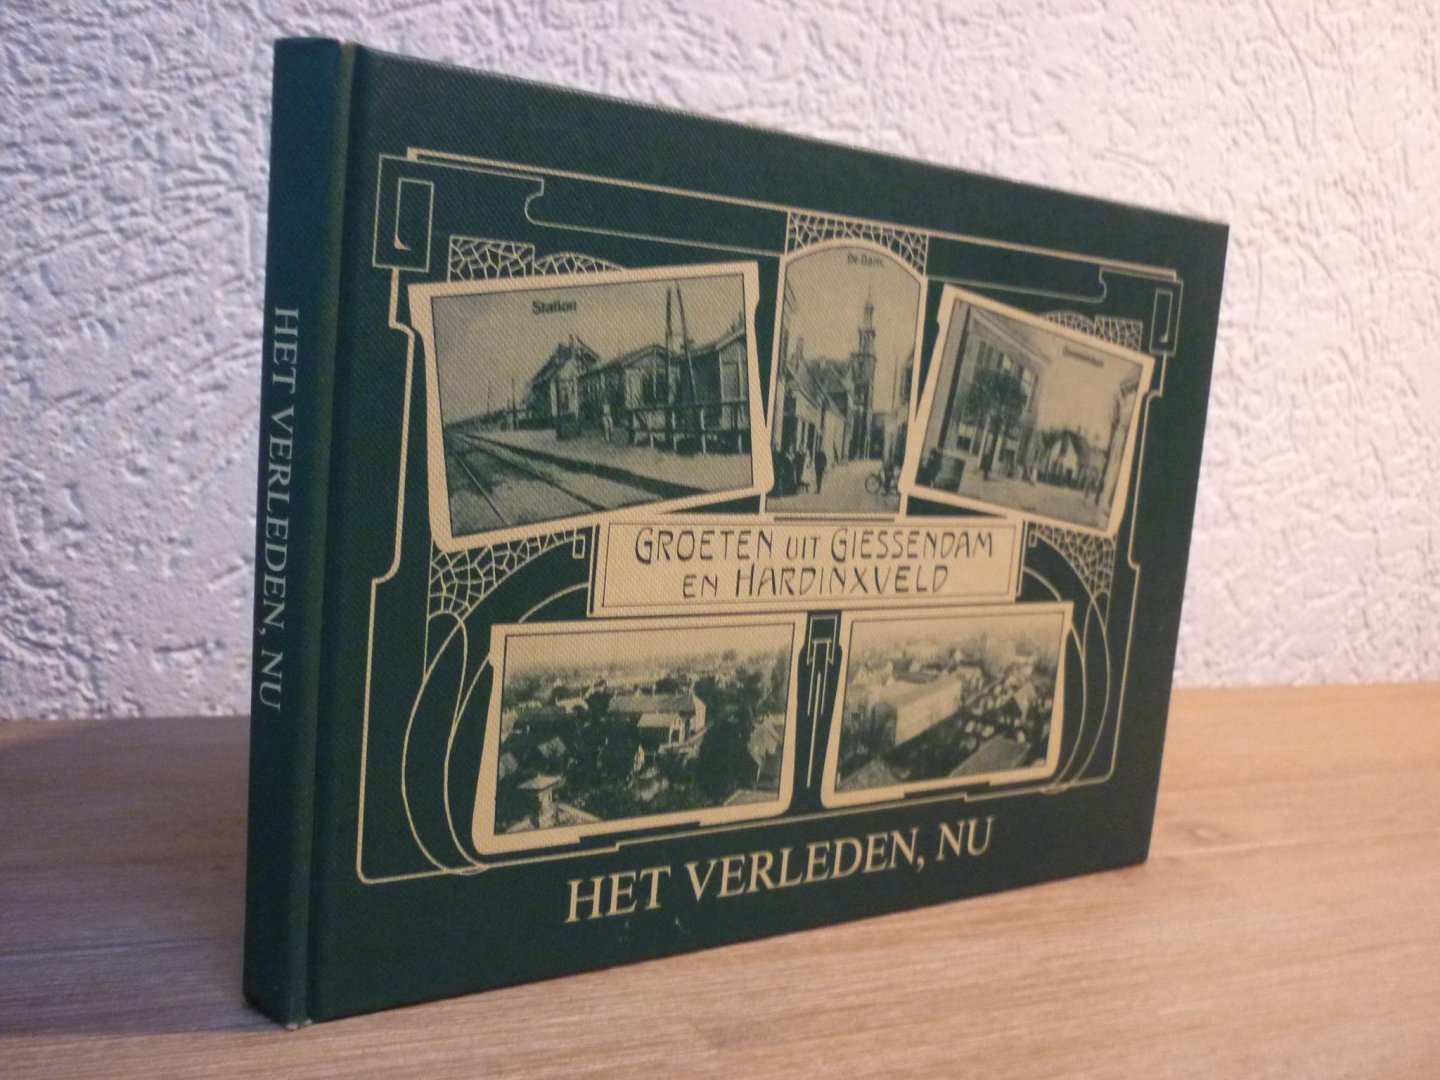 HET VERLEDEN, NU
Station
De Dam.
GROETEN UIT GIESSENDAM
EN HARDINXVELD
HET VERLEDEN, NU